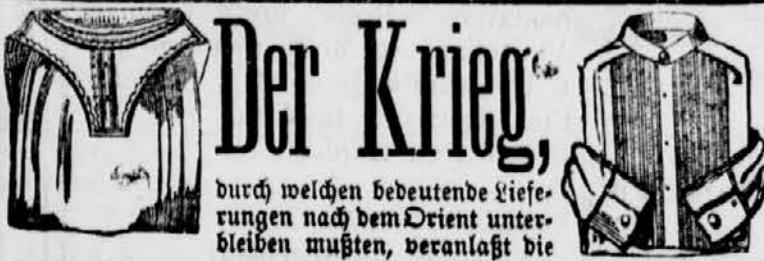 Der Krieg,
durch welchen bedeutende Liefe-
rungen nach dem Orient unter-
bleiben mußten, veranlaßt die